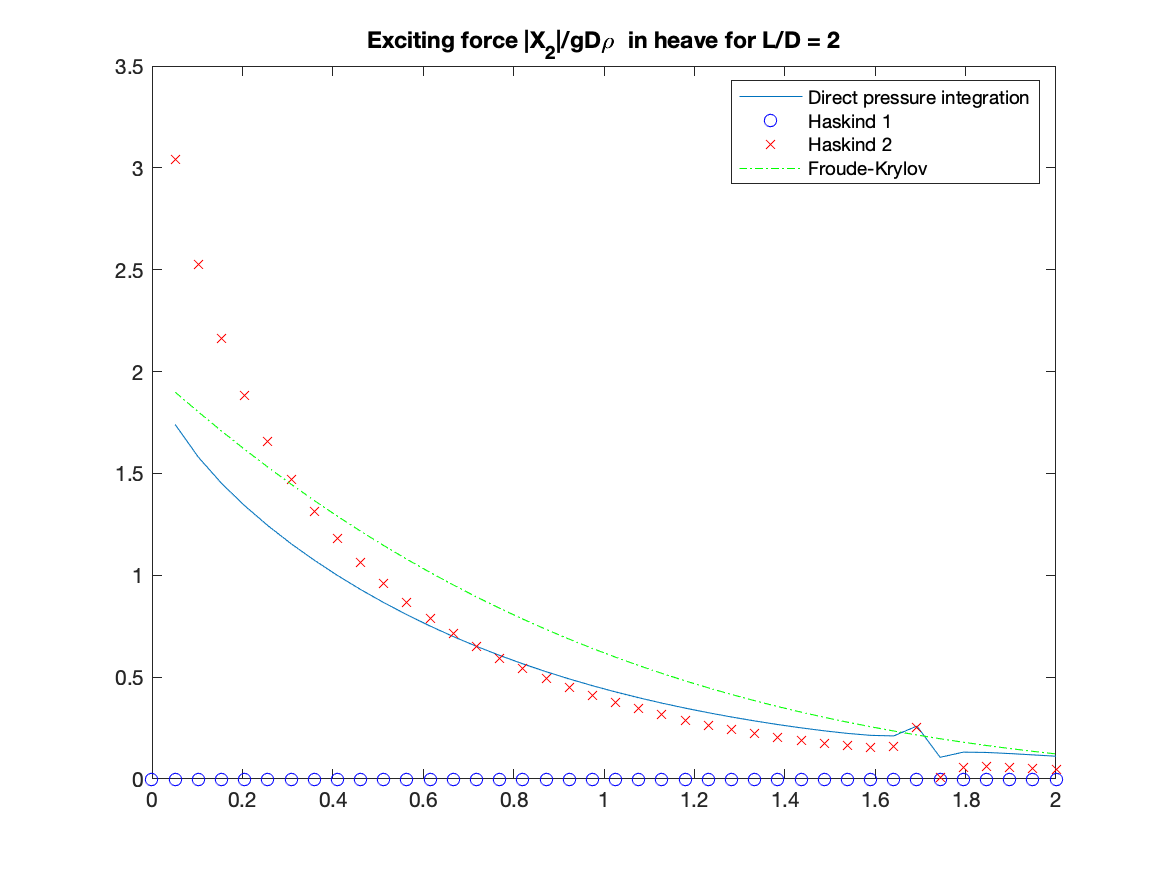 Exciting force |X2|/gDρ in heave for L/D = 2
3.5
3
2.5
2
1.5
1
0.5
0
Direct pressure integration
Haskind 1
Haskind 2
Froude-Krylov
0 0.2 0.4 0.6 0.8 1 1.2 1.4 1.6 1.8 2